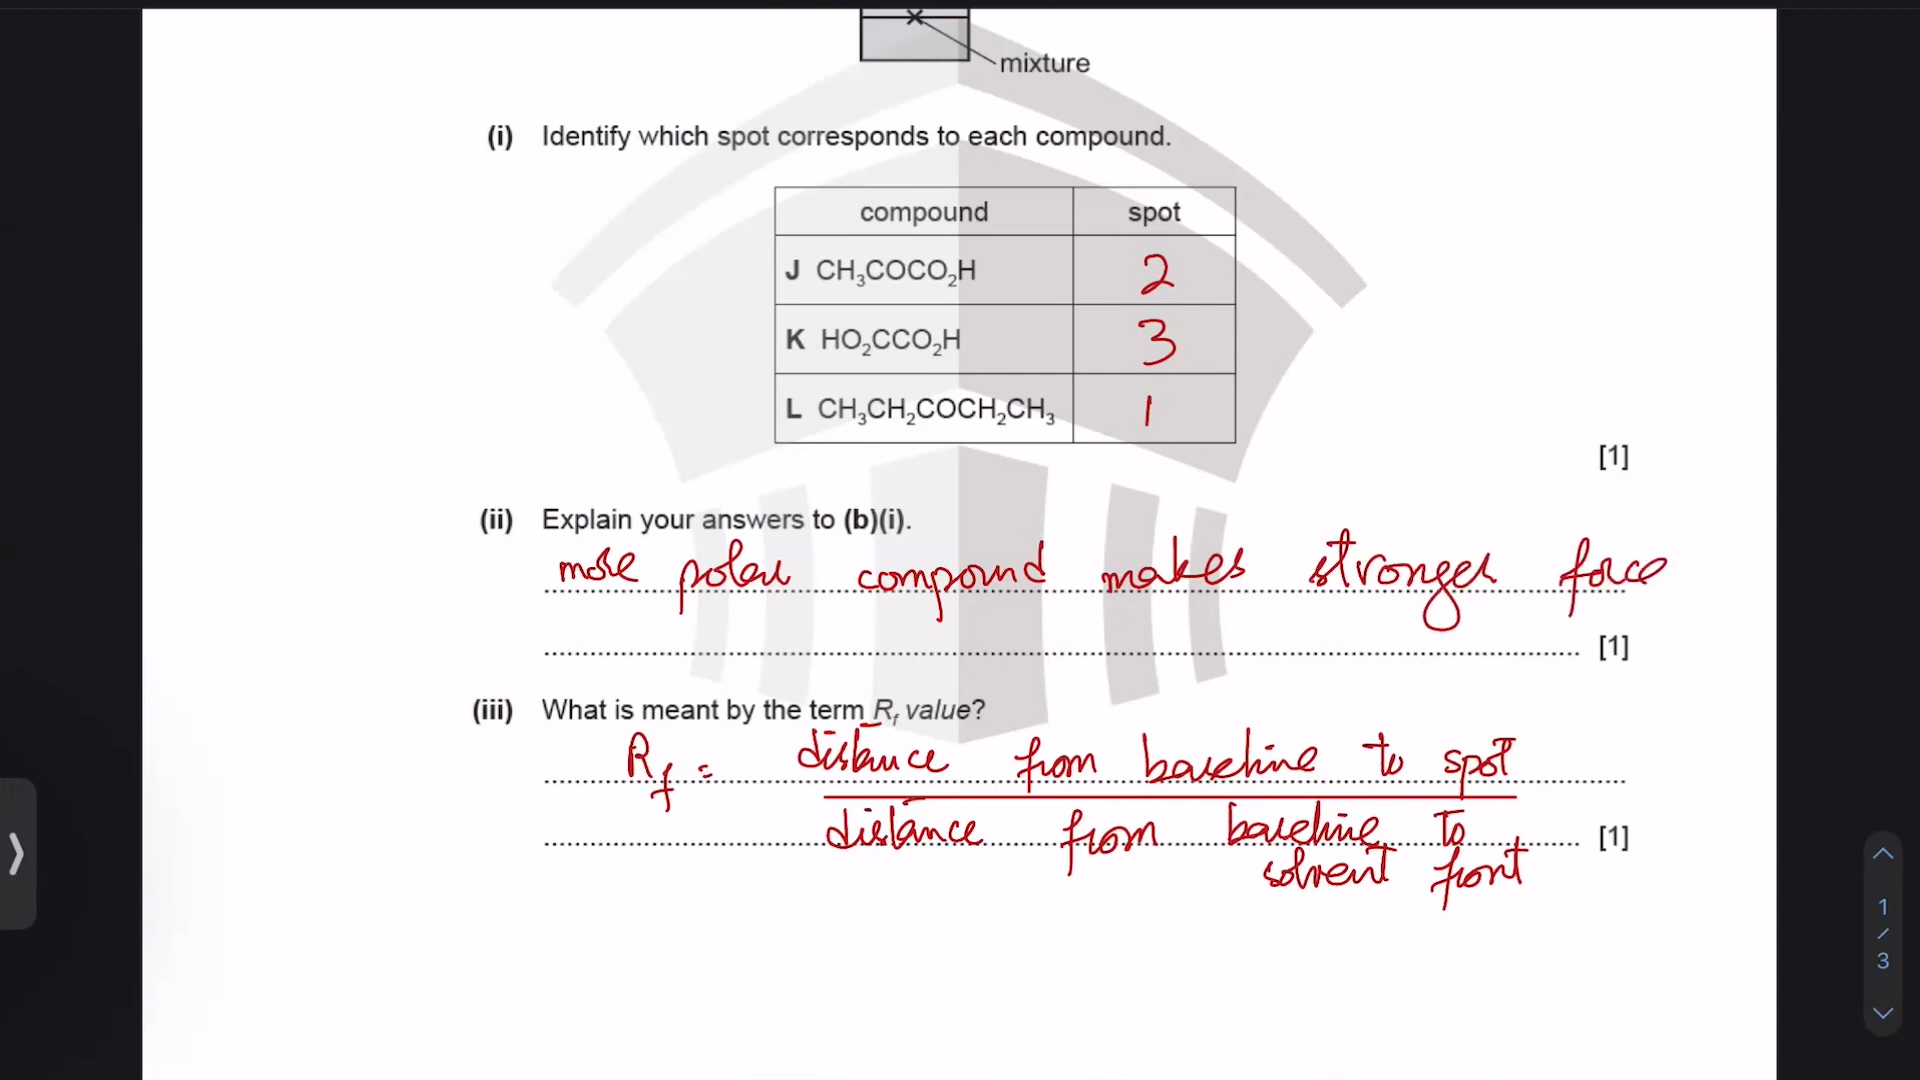 mixture
(i) Identify which spot corresponds to each compound.
compound spot
J CH₃COCO₂H 2
K HO₂CCO₂H 3
L CH₃CH₂COCH₂CH₃ 1
[1]
(ii) Explain your answers to (b)(i).
more polar compound makes stronger force
[1]
(iii) What is meant by the term Rf value?
Rf = distance from baseline to spot
distance from baseline to
[1]
solvent front
1
/
3